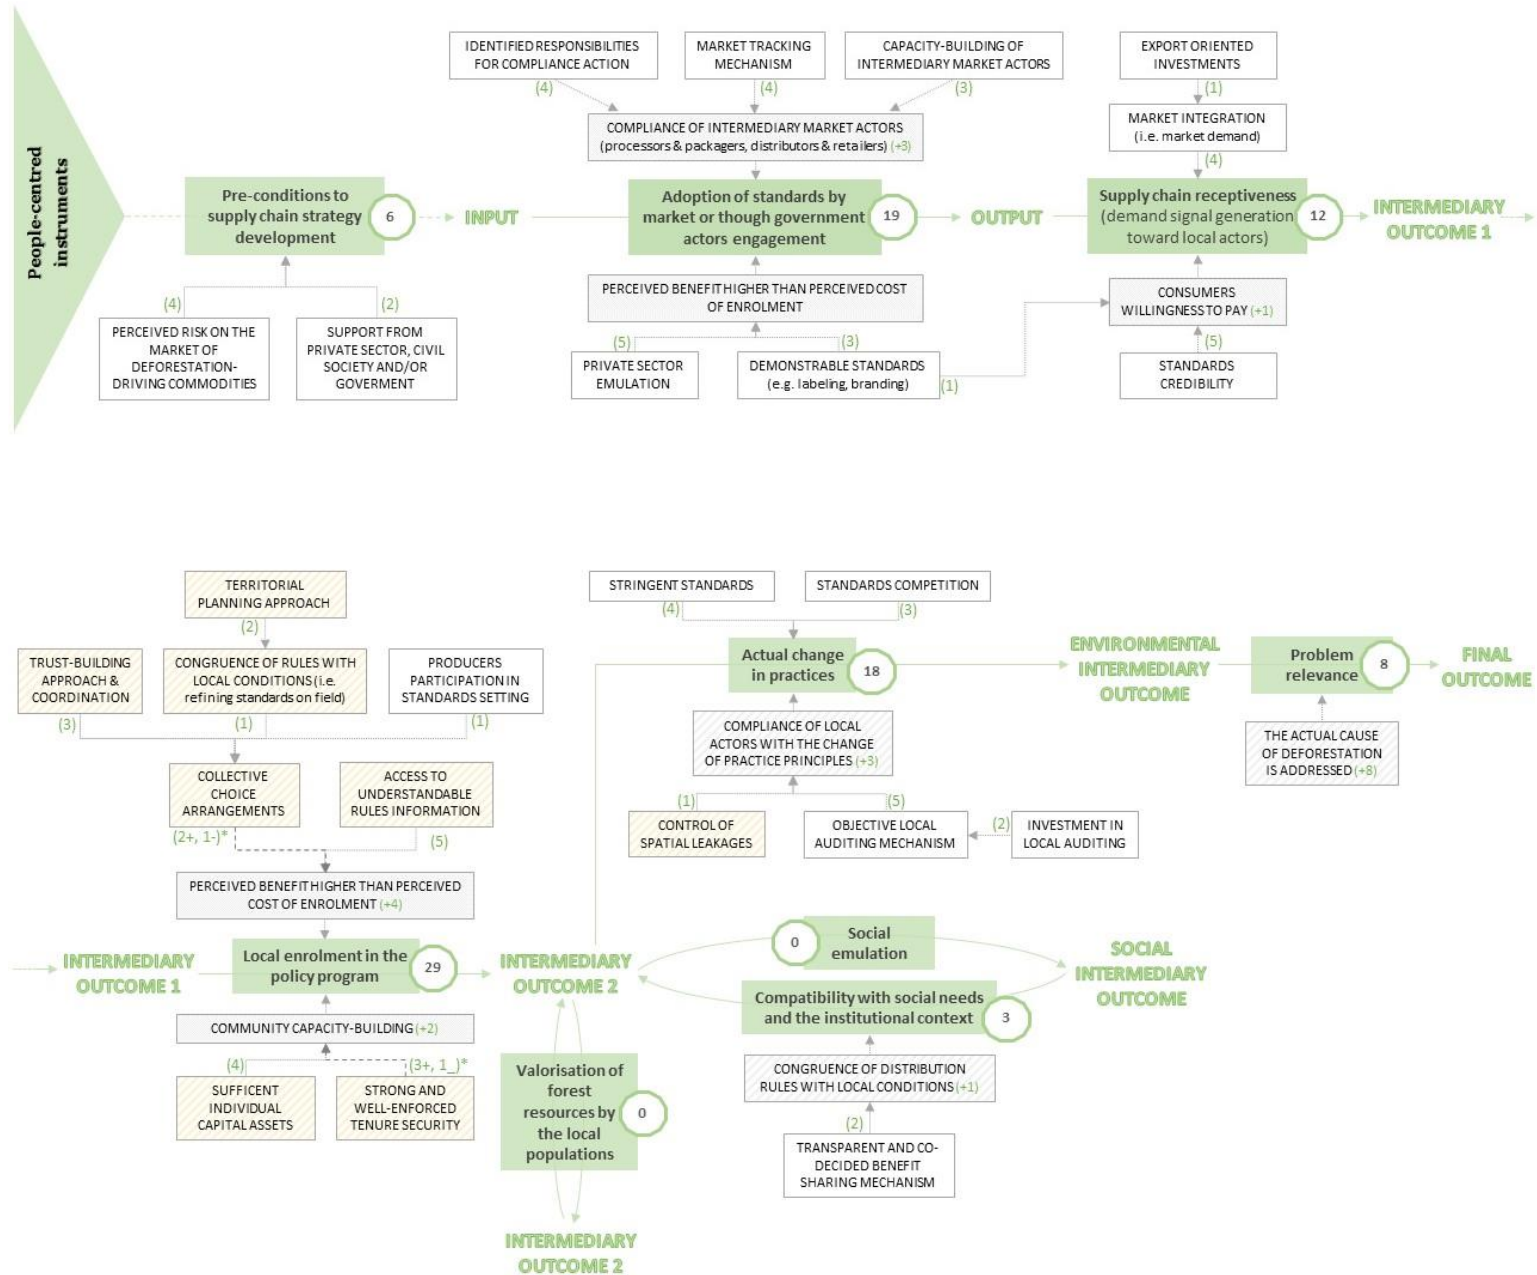 People-centred
instruments
IDENTIFIED RESPONSIBILITIES
FOR COMPLIANCE ACTION
(4)
MARKET TRACKING
MECHANISM
(4)
CAPACITY-BUILDING OF
INTERMEDIARY MARKET ACTORS
(3)
EXPORT ORIENTED
INVESTMENTS
(1)
COMPLIANCE OF INTERMEDIARY MARKET ACTORS
(processors & packagers, distributors & retailers) (+3)
MARKET INTEGRATION
(i.e. market demand)
(4)
Pre-conditions to
supply chain strategy
development
6
INPUT
Adoption of standards by
market or though government
actors engagement
19
OUTPUT
Supply chain receptiveness
(demand signal generation
toward local actors)
12
INTERMEDIARY
OUTCOME 1
(4)
(2)
PERCEIVED RISK ON THE
MARKET OF
DEFORESTATION-
DRIVING COMMODITIES
SUPPORT FROM
PRIVATE SECTOR, CIVIL
SOCIETY AND/OR
GOVERMENT
PERCEIVED BENEFIT HIGHER THAN PERCEIVED COST
OF ENROLMENT
(5)
(3)
PRIVATE SECTOR
EMULATION
DEMONSTRABLE STANDARDS
(e.g. labeling, branding)
(1)
CONSUMERS
WILLINGNESS TO PAY (+1)
(5)
STANDARDS
CREDIBILITY
TERRITORIAL
PLANNING APPROACH
(2)
TRUST-BUILDING
APPROACH &
COORDINATION
(3)
CONGRUENCE OF RULES WITH
LOCAL CONDITIONS (i.e.
refining standards on field)
(1)
PRODUCERS
PARTICIPATION IN
STANDARDS SETTING
(1)
COLLECTIVE
CHOICE
ARRANGEMENTS
(2+, 1-)*
ACCESS TO
UNDERSTANDABLE
RULES INFORMATION
(5)
PERCEIVED BENEFIT HIGHER THAN PERCEIVED
COST OF ENROLMENT (+4)
INTERMEDIARY
OUTCOME 1
Local enrolment in the
policy program
29
INTERMEDIARY
OUTCOME 2
COMMUNITY CAPACITY-BUILDING (+2)
(4)
(3+, 1_)*
SUFFICENT
INDIVIDUAL
CAPITAL ASSETS
STRONG AND
WELL-ENFORCED
TENURE SECURITY
STRINGENT STANDARDS
(4)
STANDARDS COMPETITION
(3)
Actual change
in practices
18
ENVIRONMENTAL
INTERMEDIARY
OUTCOME
Problem
relevance
8
FINAL
OUTCOME
COMPLIANCE OF LOCAL
ACTORS WITH THE CHANGE
OF PRACTICE PRINCIPLES (+3)
THE ACTUAL CAUSE
OF DEFORESTATION
IS ADDRESSED (+8)
(1)
(5)
CONTROL OF
SPATIAL LEAKAGES
OBJECTIVE LOCAL
AUDITING MECHANISM
(2)
INVESTMENT IN
LOCAL AUDITING
0
Social
emulation
SOCIAL
INTERMEDIARY
OUTCOME
Compatibility with social needs
and the institutional context
3
CONGRUENCE OF DISTRIBUTION
RULES WITH LOCAL CONDITIONS (+1)
(2)
TRANSPARENT AND CO-
DECIDED BENEFIT
SHARING MECHANISM
Valorisation of
forest
resources by
the local
populations
0
INTERMEDIARY
OUTCOME 2